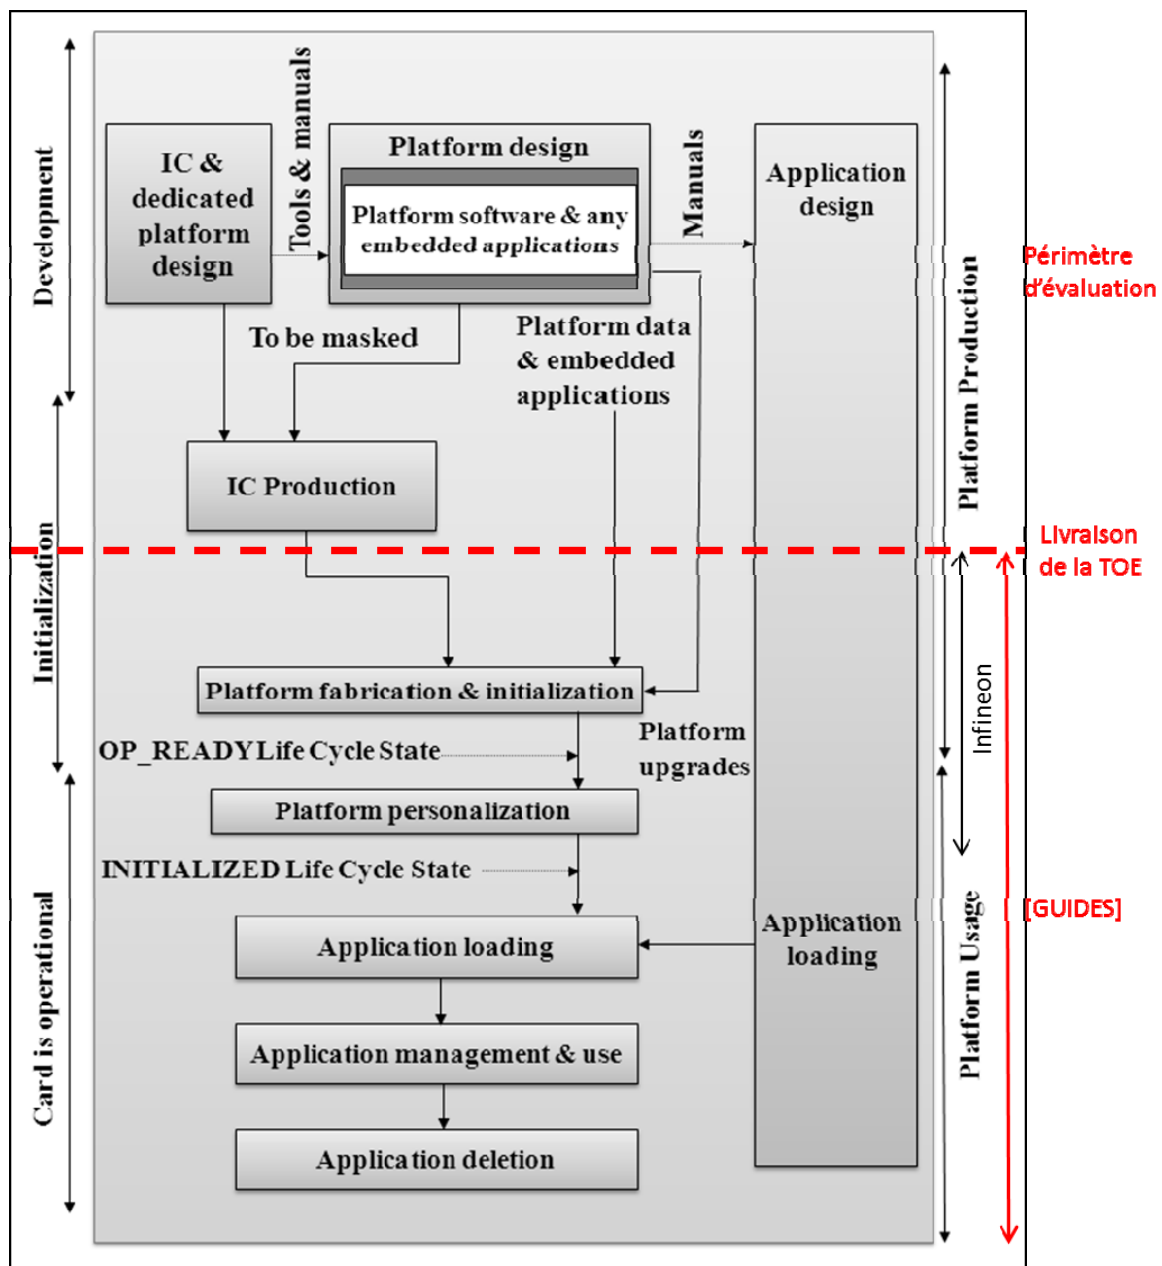 Development
Initialization
Card is operational
IC &
dedicated
platform
design
Tools & manuals
Platform design
Platform software & any
embedded applications
Manuals
Application
design
To be masked
Platform data
& embedded
applications
IC Production
Platform fabrication & initialization
OP_READY Life Cycle State
Platform
upgrades
Platform personalization
INITIALIZED Life Cycle State
Application loading
Application
loading
Application management & use
Application deletion
Platform Production
Platform Usage
Infineon
Périmètre
d'évaluation
Livraison
de la TOE
[GUIDES]